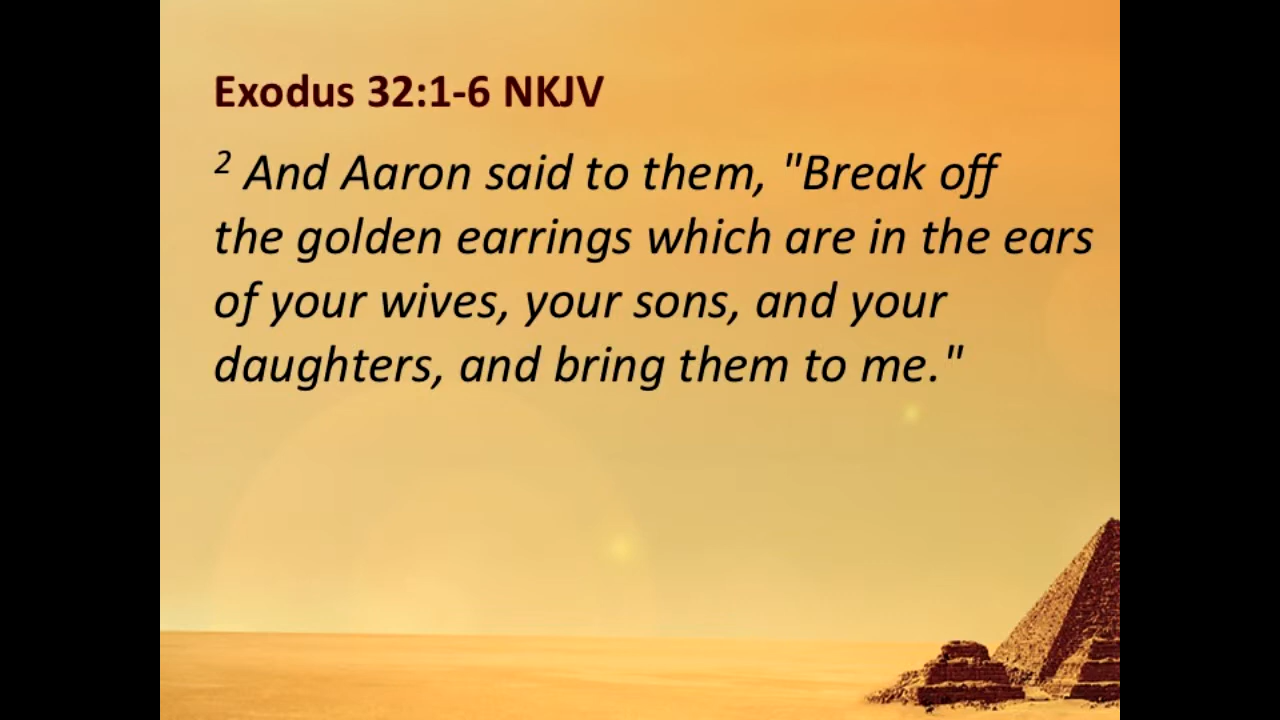 Exodus 32:1-6 NKJV
² And Aaron said to them, "Break off
the golden earrings which are in the ears
of your wives, your sons, and your
daughters, and bring them to me."